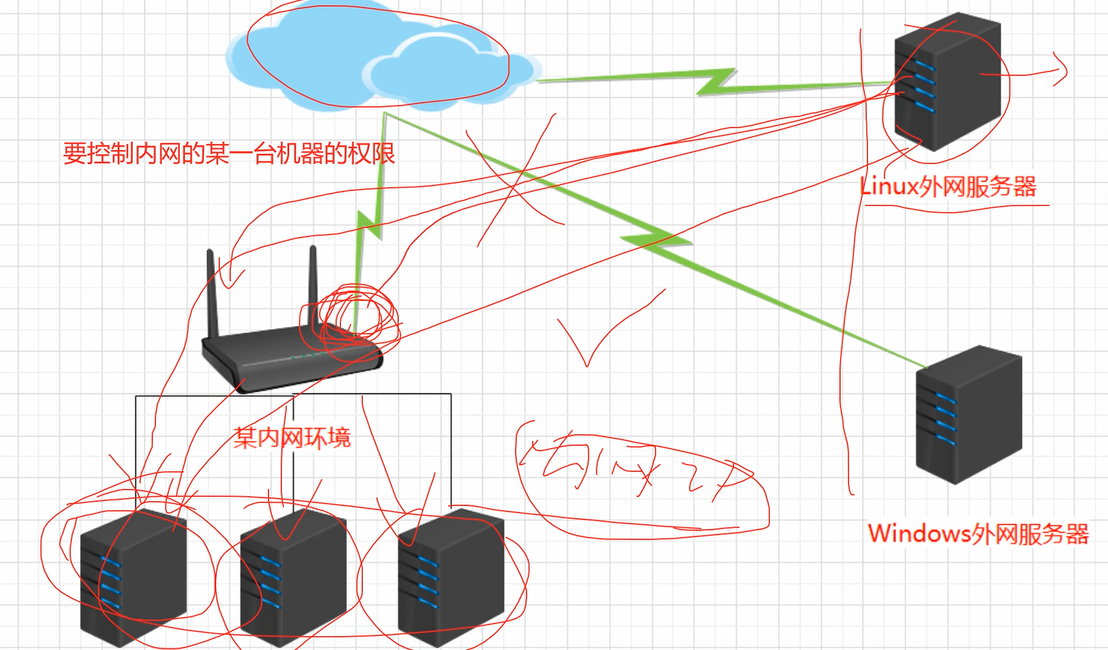 要控制内网的某一台机器的权限
Linux外网服务器
某内网环境
Windows外网服务器